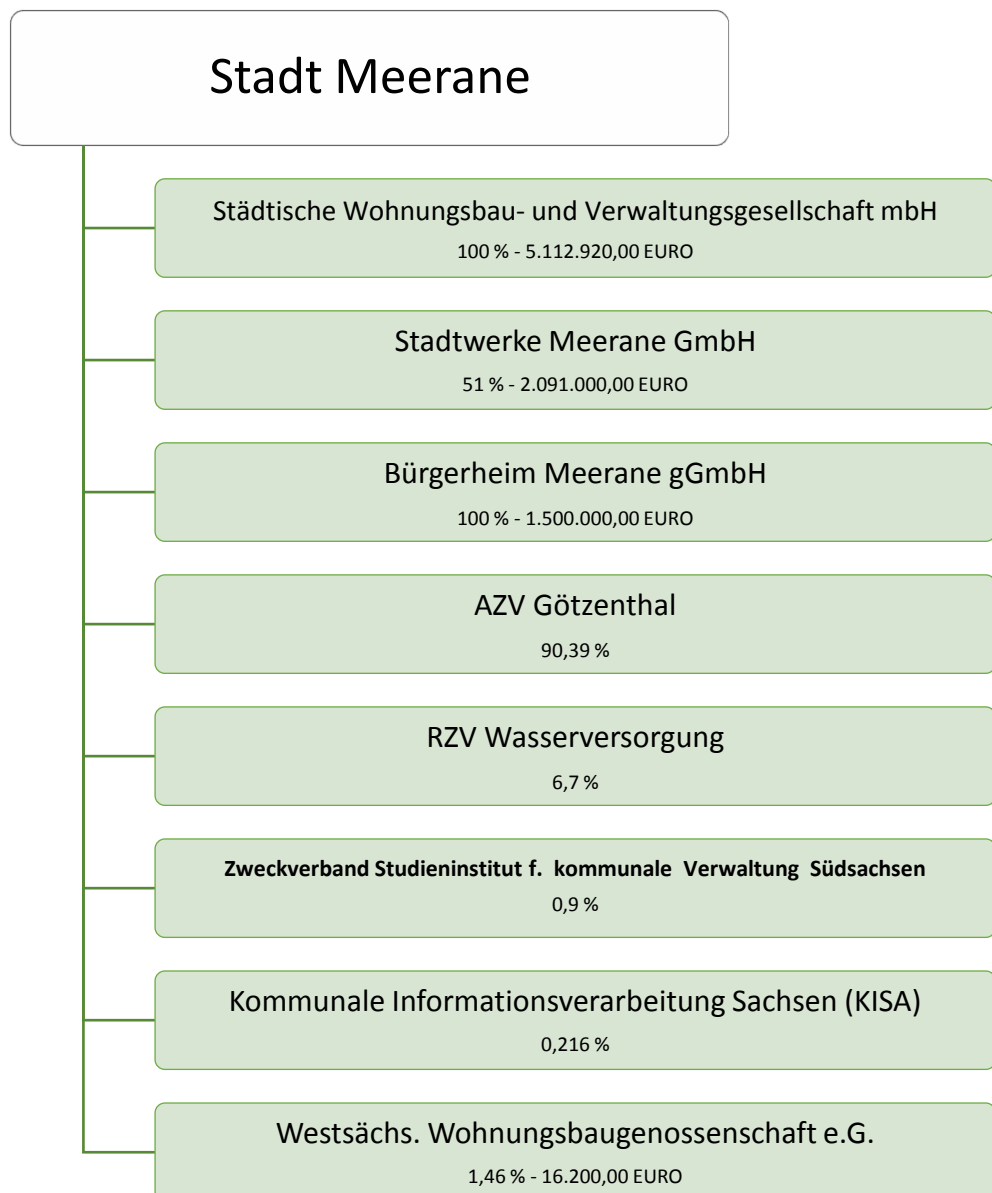 Stadt Meerane
Städtische Wohnungsbau- und Verwaltungsgesellschaft mbH
100 % - 5.112.920,00 EURO
Stadtwerke Meerane GmbH
51 % - 2.091.000,00 EURO
Bürgerheim Meerane gGmbH
100 % - 1.500.000,00 EURO
AZV Götzenthal
90,39 %
RZV Wasserversorgung
6,7 %
Zweckverband Studieninstitut f. kommunale Verwaltung Südsachsen
0,9 %
Kommunale Informationsverarbeitung Sachsen (KISA)
0,216 %
Westsächs. Wohnungsbaugenossenschaft e.G.
1,46 % - 16.200,00 EURO